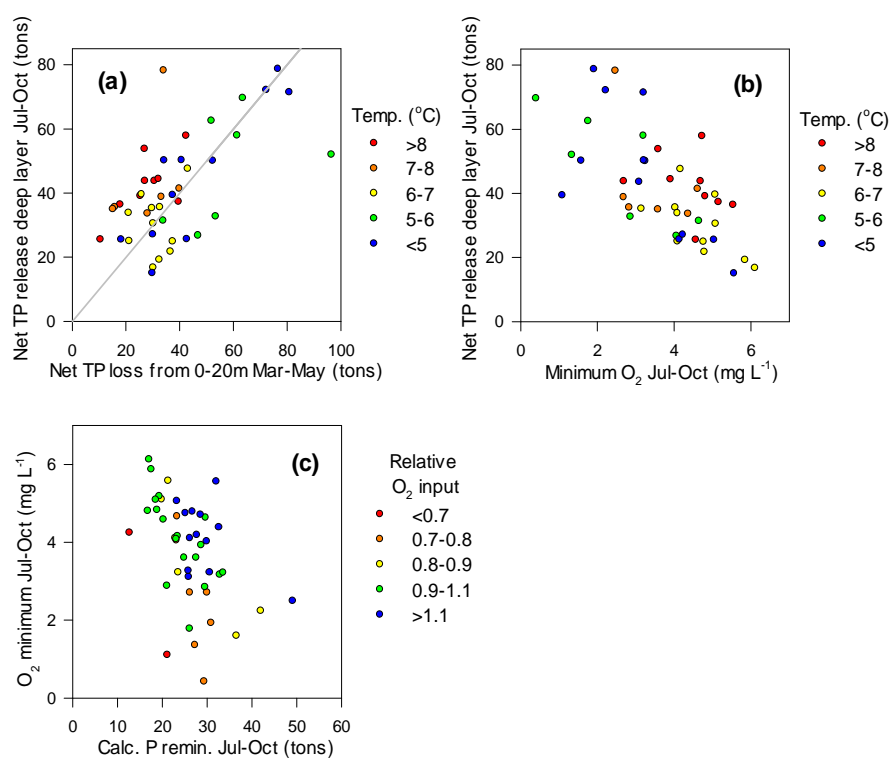 (a)
Net TP release deep layer Jul-Oct (tons)
80
60
40
20
0
0 20 40 60 80 100
Net TP loss from 0-20m Mar-May (tons)
Temp. (°C)
>8
7-8
6-7
5-6
<5
(b)
Net TP release deep layer Jul-Oct (tons)
80
60
40
20
0
0 2 4 6
Minimum O₂ Jul-Oct (mg L⁻¹)
Temp. (°C)
>8
7-8
6-7
5-6
<5
(c)
O₂ minimum Jul-Oct (mg L⁻¹)
6
4
2
0
0 10 20 30 40 50 60
Calc. P remin. Jul-Oct (tons)
Relative
O₂ input
<0.7
0.7-0.8
0.8-0.9
0.9-1.1
>1.1